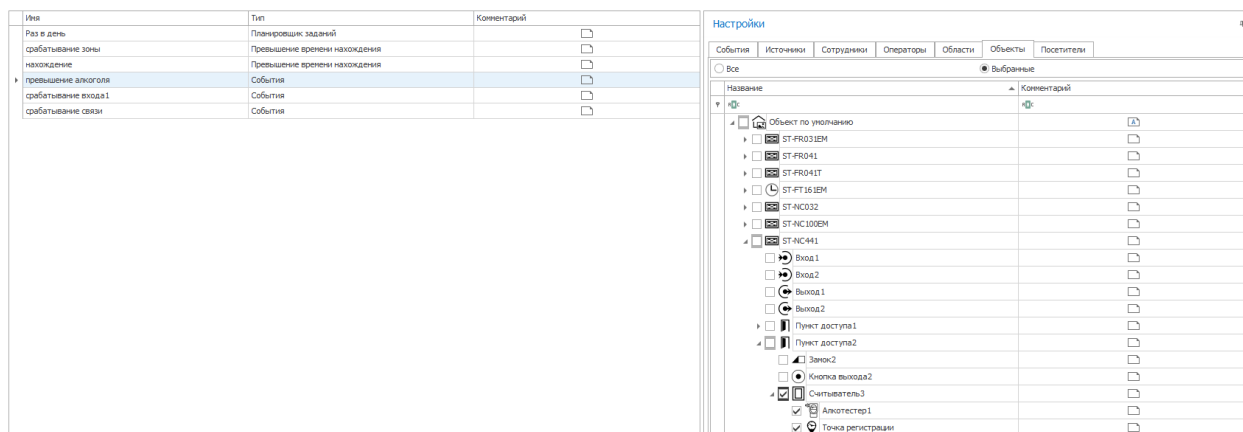 Имя Тип Комментарий
Раз в день Планировщик заданий
срабатывание зоны Превышение времени нахождения
нахождение Превышение времени нахождения
превышение алкоголя События
срабатывание входа1 События
срабатывание связи События
Настройки
События Источники Сотрудники Операторы Области Объекты Посетители
Все Выбранные
Название Комментарий
Объект по умолчанию
ST-FR031EM
ST-FR041
ST-FR041T
ST-FT161EM
ST-NC032
ST-NC100EM
ST-NC441
Вход1
Вход2
Выход1
Выход2
Пункт доступа1
Пункт доступа2
Замок2
Кнопка выхода2
Считыватель3
Алкотестер1
Точка регистрации